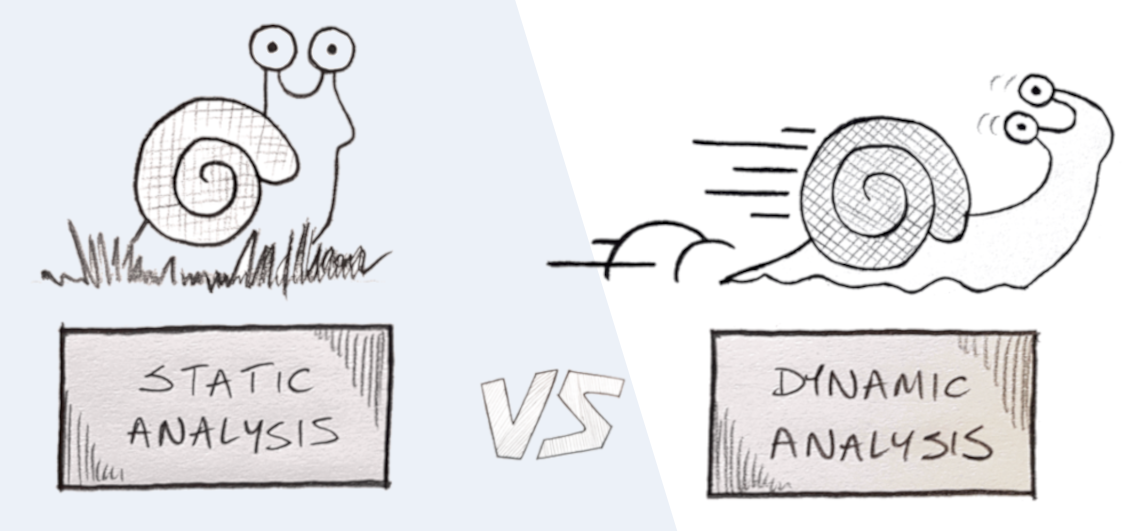 STATIC
ANALYSIS
VS
DYNAMIC
ANALYSIS